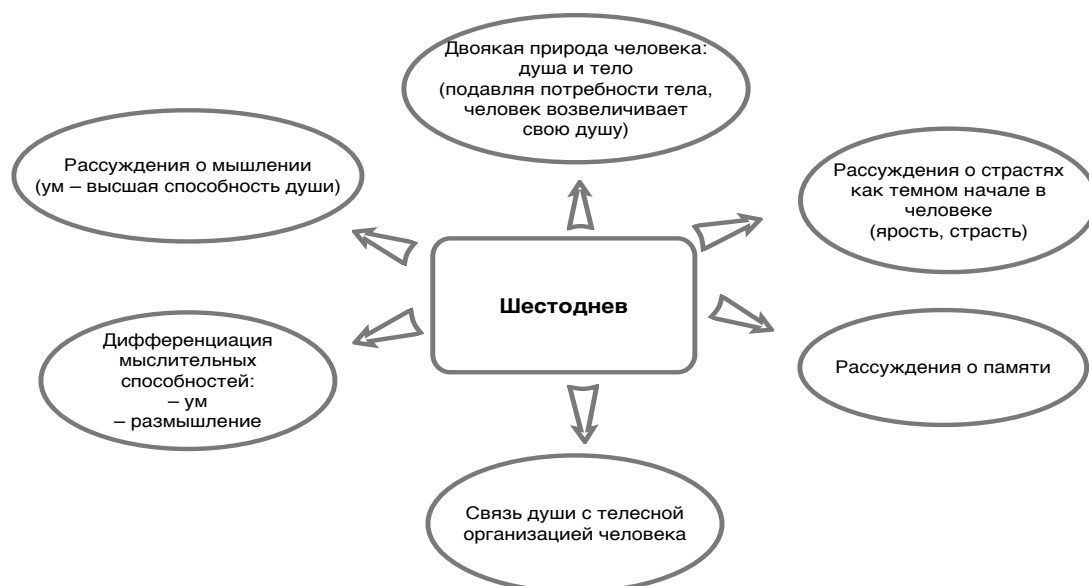 Двоякая природа человека:
душа и тело
(подавляя потребности тела,
человек возвеличивает
свою душу)
Рассуждения о мышлении
(ум – высшая способность души)
Рассуждения о страстях
как темном начале в
человеке
(ярость, страсть)
Шестоднев
Дифференциация
мыслительных
способностей:
– ум
– размышление
Рассуждения о памяти
Связь души с телесной
организацией человека